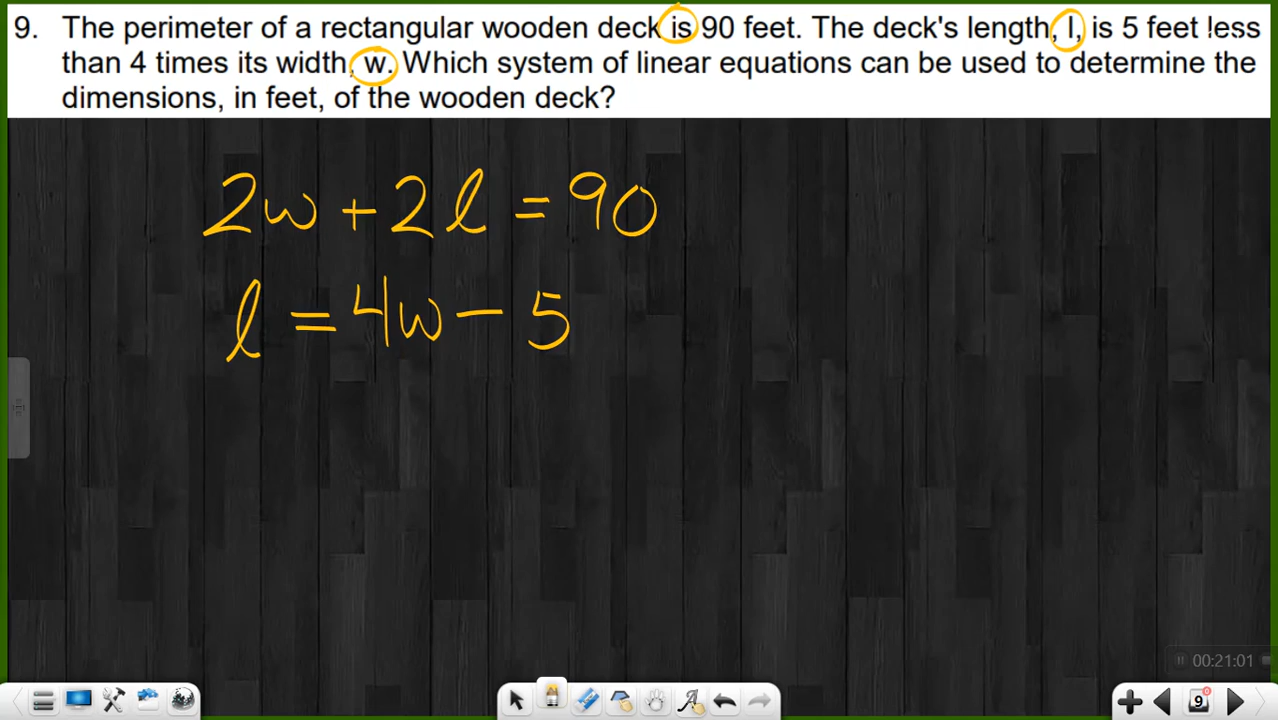 9. The perimeter of a rectangular wooden deck is 90 feet. The deck's length, l, is 5 feet less
than 4 times its width, w. Which system of linear equations can be used to determine the
dimensions, in feet, of the wooden deck?
2w + 2l = 90
l = 4w - 5
00:21:01
A
9